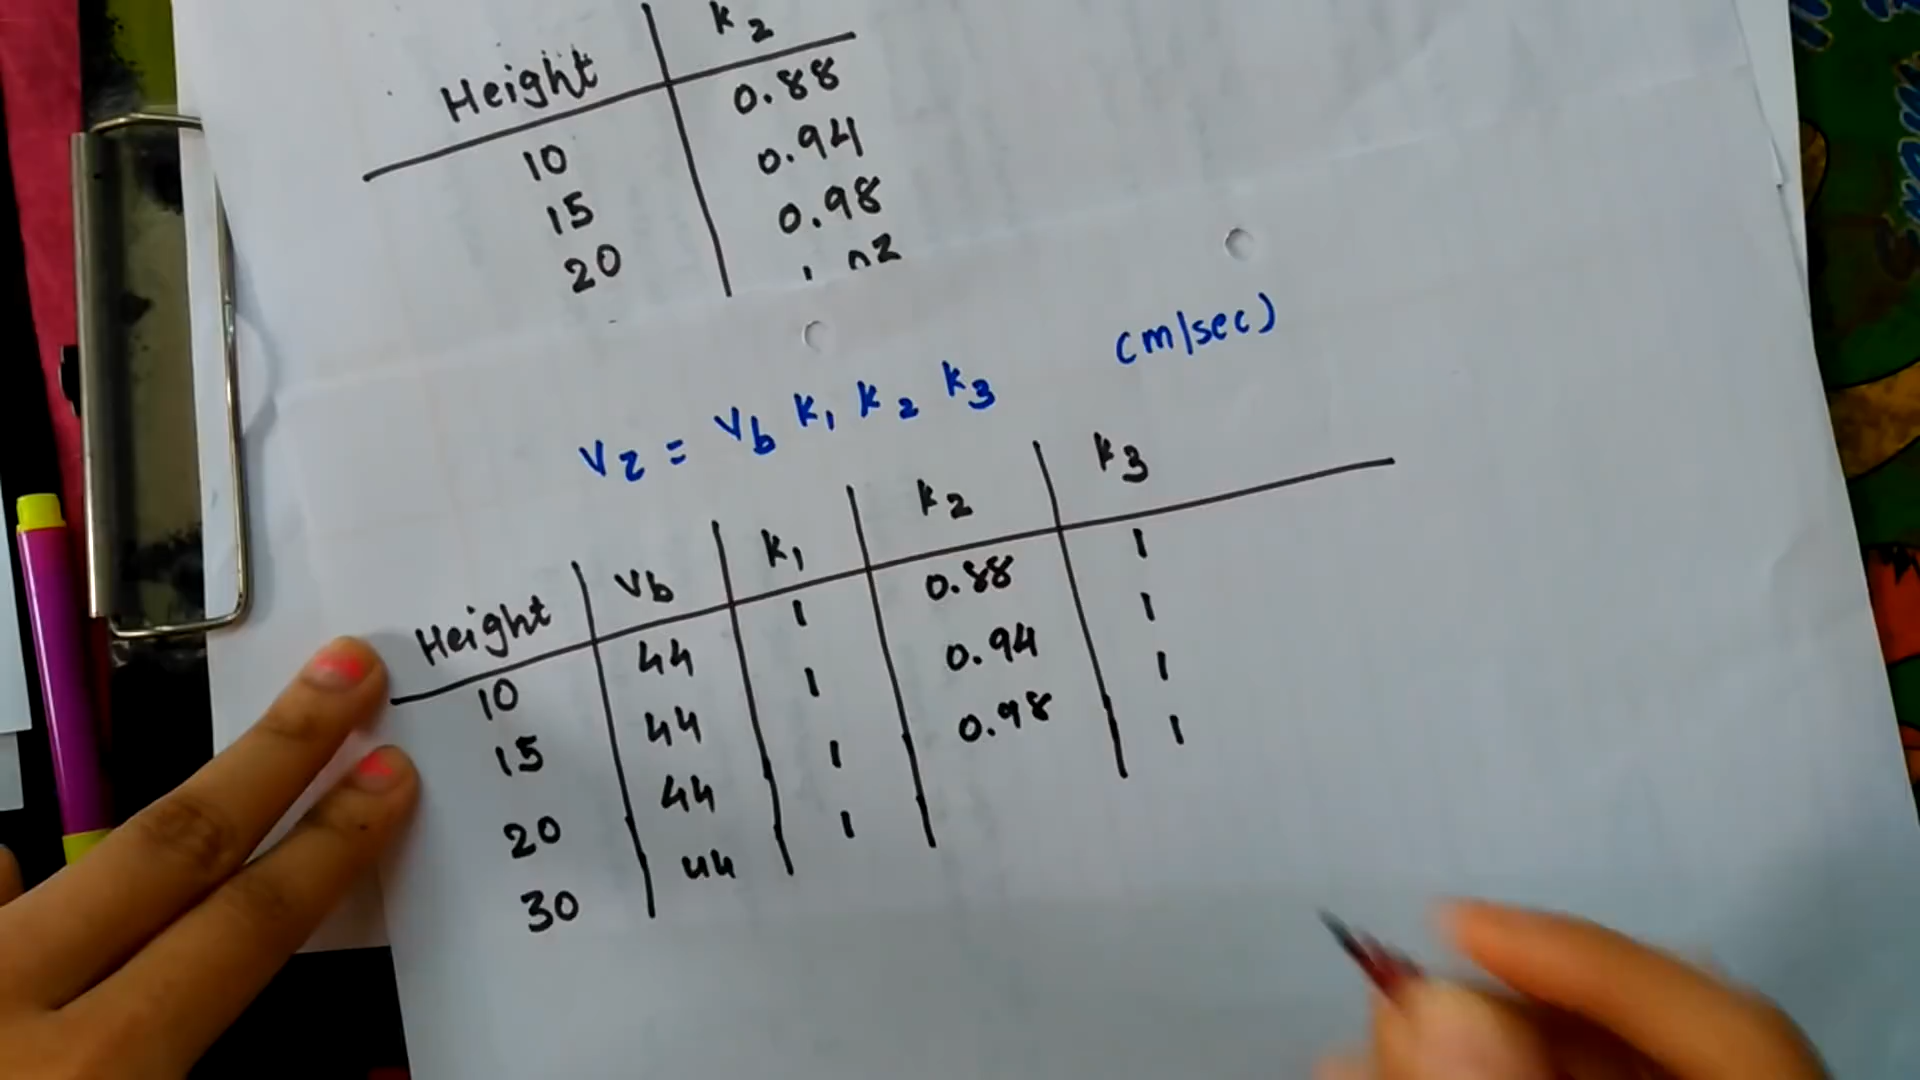 Height k2
10 0.88
15 0.94
20 0.98
Vz = Vb k1 k2 k3 (m/sec)
Height Vb k1 k2 k3
10 44 1 0.88 1
15 44 1 0.94 1
20 44 1 0.98 1
30 44 1 1